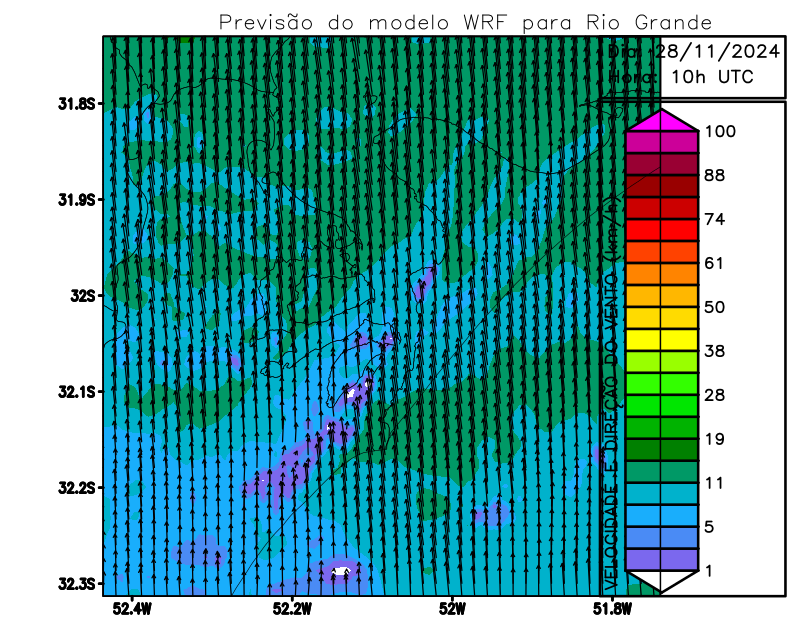 Previsão do modelo WRF para Rio Grande
Dia: 28/11/2024
Hora: 10h UTC
31.8S
31.9S
32S
32.1S
32.2S
32.3S
52.4W
52.2W
52W
51.8W
VELOCIDADE E DIREÇÃO DO VENTO (km/h)
100
88
74
61
50
38
28
19
11
5
1